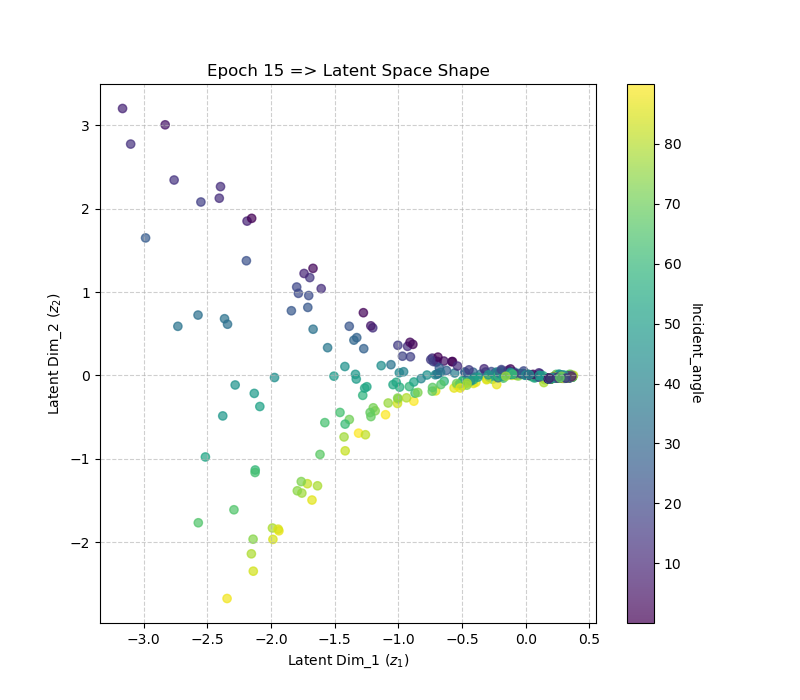 Epoch 15 => Latent Space Shape
3
2
1
0
−1
−2
Latent Dim_2 (z₂)
−3.0 −2.5 −2.0 −1.5 −1.0 −0.5 0.0 0.5
Latent Dim_1 (z₁)
80
70
60
50
40
30
20
10
Incident_angle